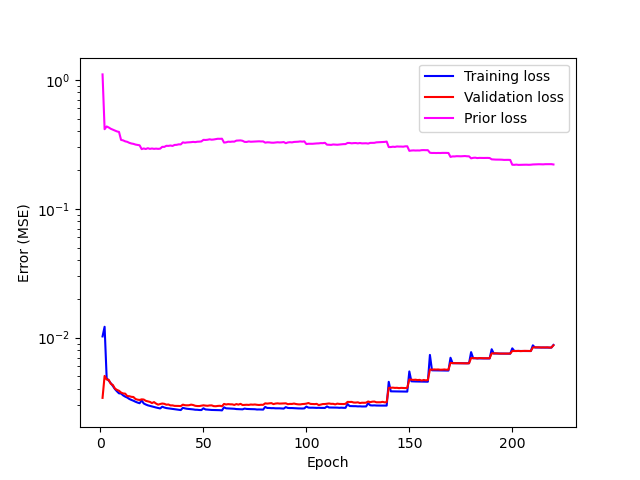 Training loss
Validation loss
Prior loss
10^0
10^-1
10^-2
Error (MSE)
0 50 100 150 200
Epoch